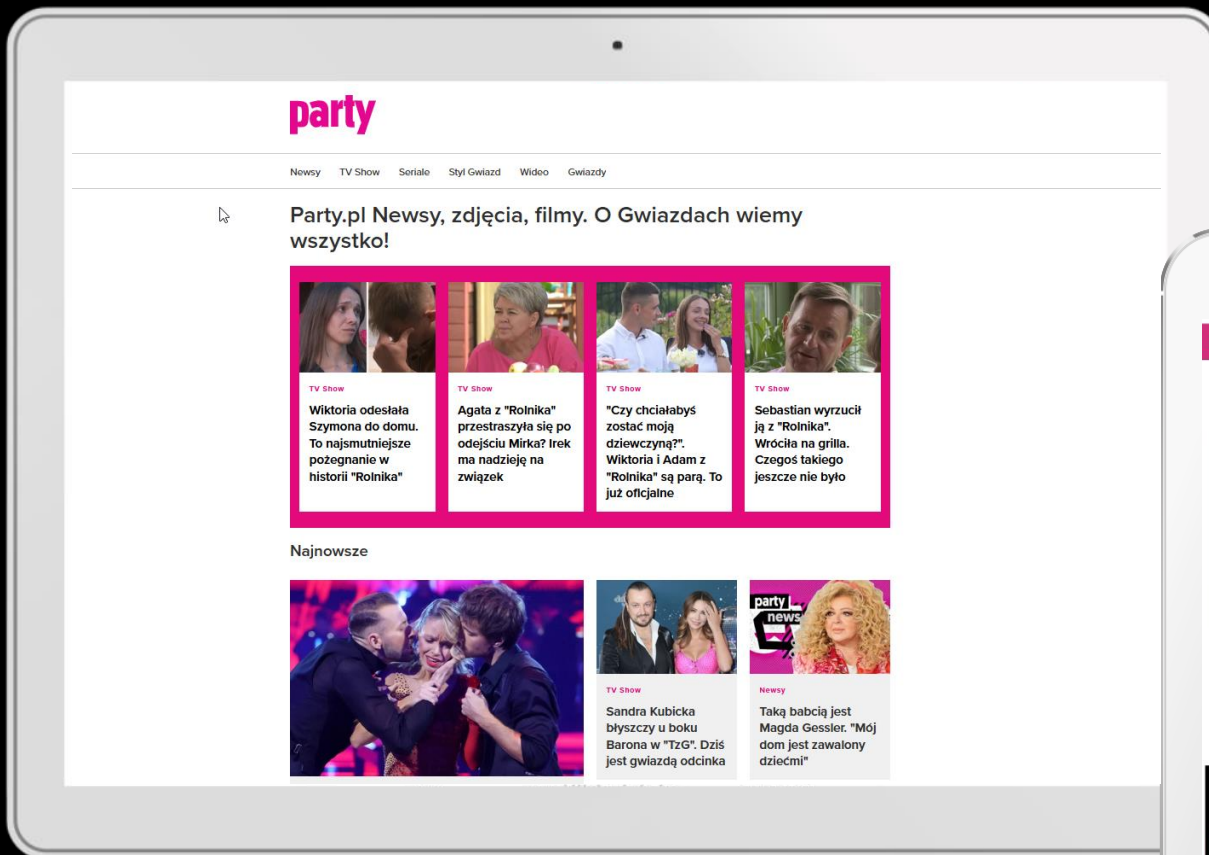 party
Newsy TV Show Seriale Styl Gwiazd Wideo Gwiazdy
Party.pl Newsy, zdjęcia, filmy. O Gwiazdach wiemy
wszystko!
TV Show
Wiktoria odesłała
Szymona do domu.
To najsmutniejsze
pożegnanie w
historii "Rolnika"
TV Show
Agata z "Rolnika"
przestraszyła się po
odejściu Mirka? Irek
ma nadzieję na
związek
TV Show
"Czy chciałabyś
zostać moją
dziewczyną?".
Wiktoria i Adam z
"Rolnika" są parą. To
już oficjalne
TV Show
Sebastian wyrzucił
ją z "Rolnika".
Wróciła na grilla.
Czegoś takiego
jeszcze nie było
Najnowsze
TV Show
Sandra Kubicka
błyszczy u boku
Barona w "TzG". Dziś
jest gwiazdą odcinka
party
news
Newsy
Taką babcią jest
Magda Gessler. "Mój
dom jest zawalony
dziećmi"